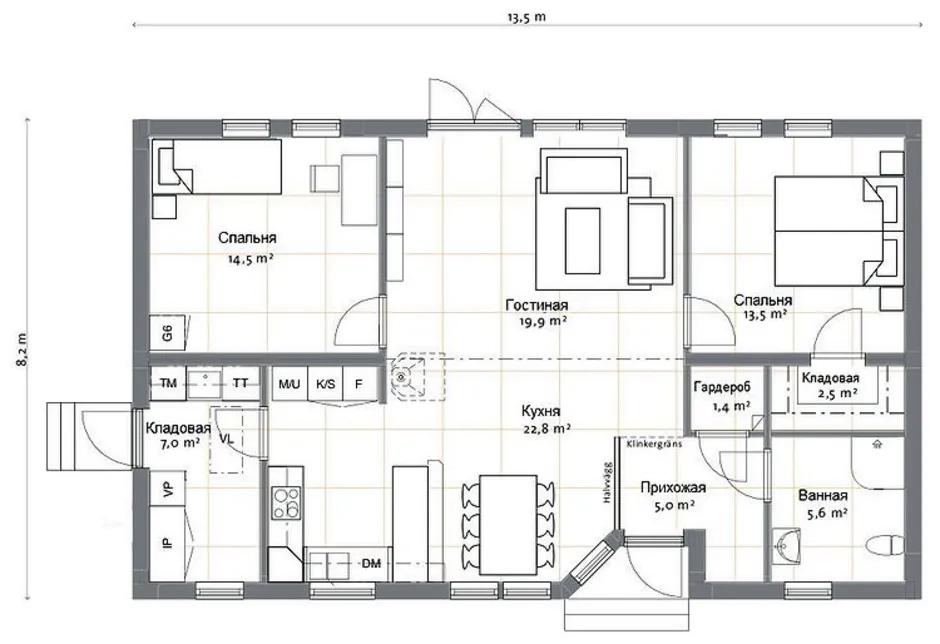 13,5 m
8,2 m
Спальня
14,5 m²
G6
Гостиная
19,9 m²
Спальня
13,5 m²
TM
TT
M/U
K/S
F
Гардероб
1,4 m²
Кладовая
2,5 m²
Кладовая
7,0 m²
VL
Кухня
22,8 m²
Klinkergräns
Halvvägg
VP
IP
Прихожая
5,0 m²
Ванная
5,6 m²
DM